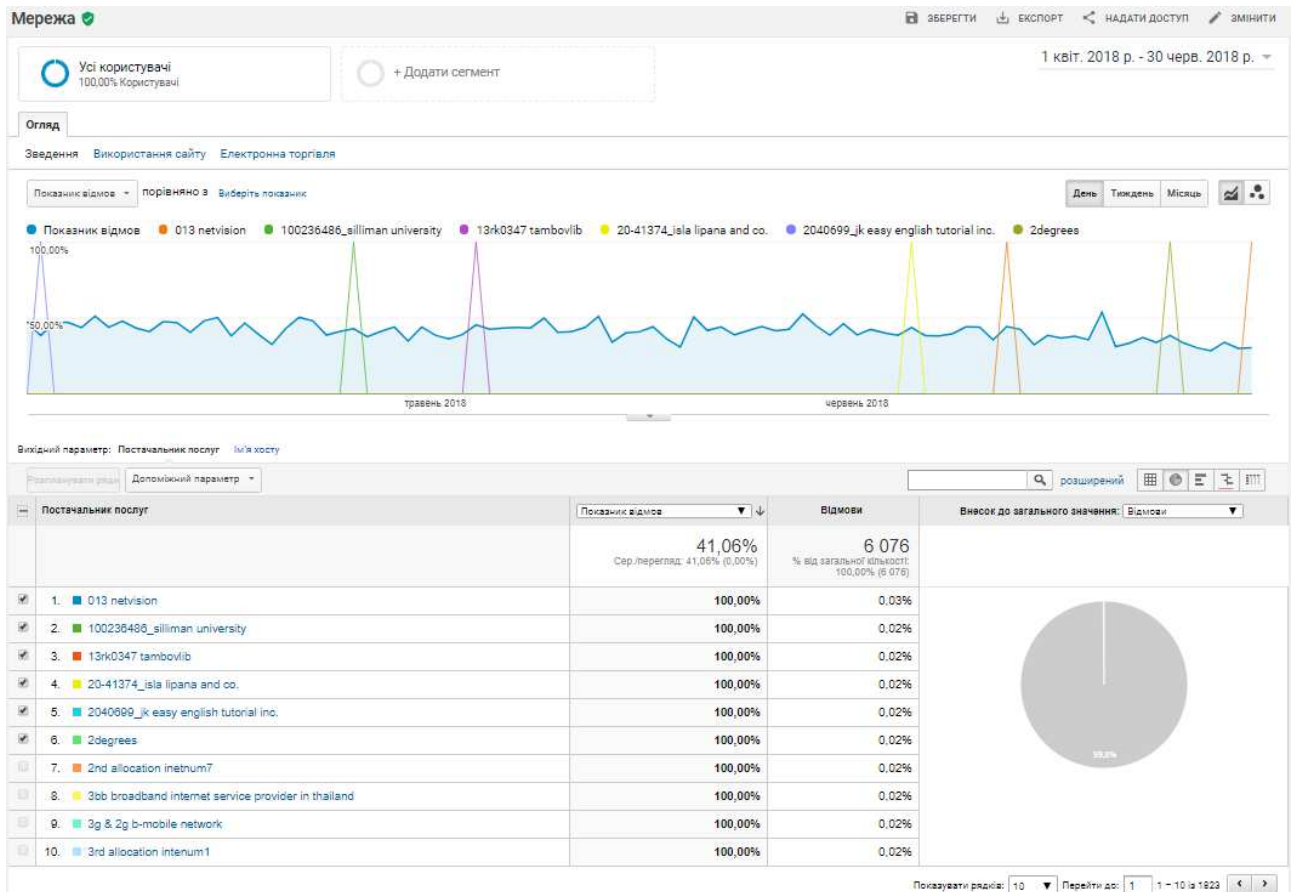 Мережа
ЗБЕРЕГТИ ЕКСПОРТ НАДАТИ ДОСТУП ЗМІНИТИ
Усі користувачі
100,00% Користувачі
+ Додати сегмент
1 квіт. 2018 р. - 30 черв. 2018 р.
Огляд
Зведення Використання сайту Електронна торгівля
Показник відмов порівняно з Виберіть показник
День Тиждень Місяць
Показник відмов 013 netvision 100236486_silliman university 13rk0347 tambovlib 20-41374_isla lipana and co. 2040699_jk easy english tutorial inc. 2degrees
100,00%
50,00%
травень 2018 червень 2018
Вихідний параметр: Постачальник послуг Ім'я хосту
Допоміжний параметр
розширений
Постачальник послуг Показник відмов Відмови Внесок до загального значення: Відмови
41,06% 6 076
Сер./перегляд: 41,06% (0,00%) % від загальної кількості:
100,00% (6 076)
1. 013 netvision 100,00% 0,03%
2. 100236486_silliman university 100,00% 0,02%
3. 13rk0347 tambovlib 100,00% 0,02%
4. 20-41374_isla lipana and co. 100,00% 0,02%
5. 2040699_jk easy english tutorial inc. 100,00% 0,02%
6. 2degrees 100,00% 0,02%
7. 2nd allocation inetnum7 100,00% 0,02%
8. 3bb broadband internet service provider in thailand 100,00% 0,02%
9. 3g & 2g b-mobile network 100,00% 0,02%
10. 3rd allocation intenum1 100,00% 0,02%
Показувати рядків: 10 Перейти до: 1 1 – 10 із 1823